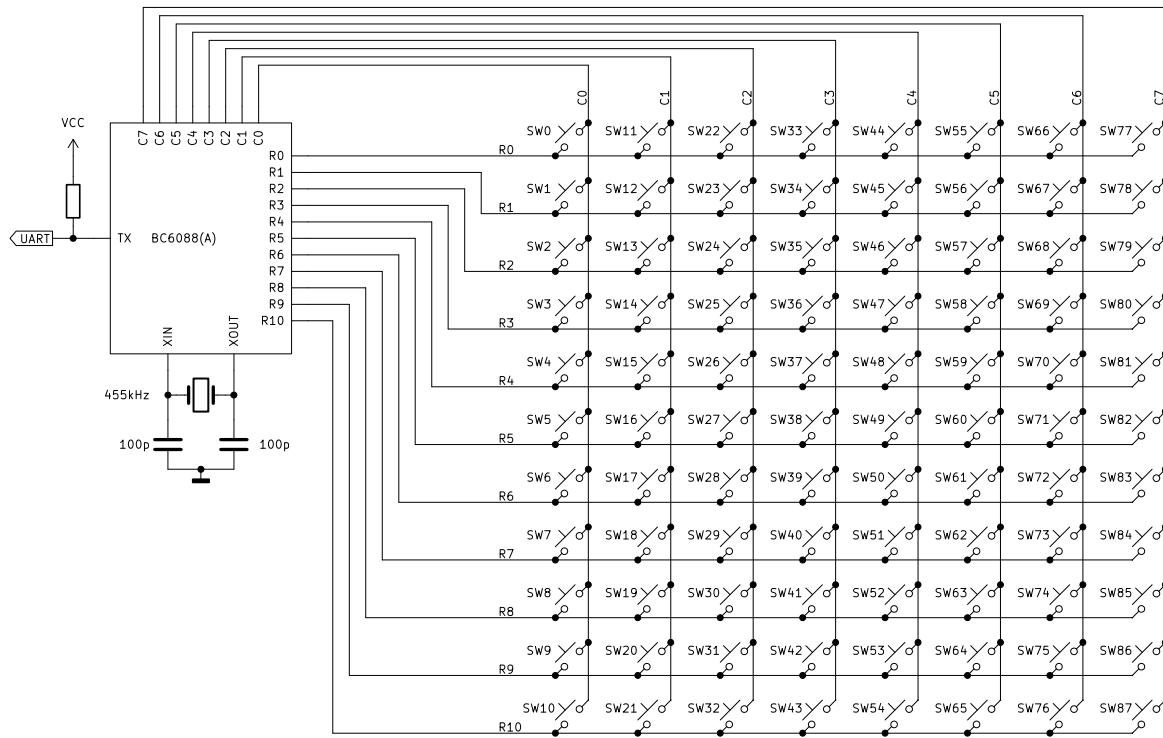 C0 C1 C2 C3 C4 C5 C6 C7
VCC
C7 C6 C5 C4 C3 C2 C1 C0
R0
R1
R2
R3
R4
R5
R6
R7
R8
R9
R10
UART
TX BC6088(A)
XIN XOUT
455kHz
100p 100p
SW0 SW11 SW22 SW33 SW44 SW55 SW66 SW77
R0
SW1 SW12 SW23 SW34 SW45 SW56 SW67 SW78
R1
SW2 SW13 SW24 SW35 SW46 SW57 SW68 SW79
R2
SW3 SW14 SW25 SW36 SW47 SW58 SW69 SW80
R3
SW4 SW15 SW26 SW37 SW48 SW59 SW70 SW81
R4
SW5 SW16 SW27 SW38 SW49 SW60 SW71 SW82
R5
SW6 SW17 SW28 SW39 SW50 SW61 SW72 SW83
R6
SW7 SW18 SW29 SW40 SW51 SW62 SW73 SW84
R7
SW8 SW19 SW30 SW41 SW52 SW63 SW74 SW85
R8
SW9 SW20 SW31 SW42 SW53 SW64 SW75 SW86
R9
SW10 SW21 SW32 SW43 SW54 SW65 SW76 SW87
R10